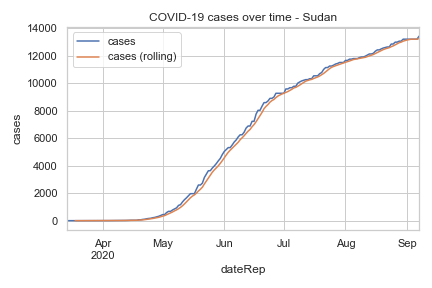 COVID-19 cases over time - Sudan
cases
cases (rolling)
14000
12000
10000
8000
6000
4000
2000
0
cases
Apr May Jun Jul Aug Sep
2020
dateRep